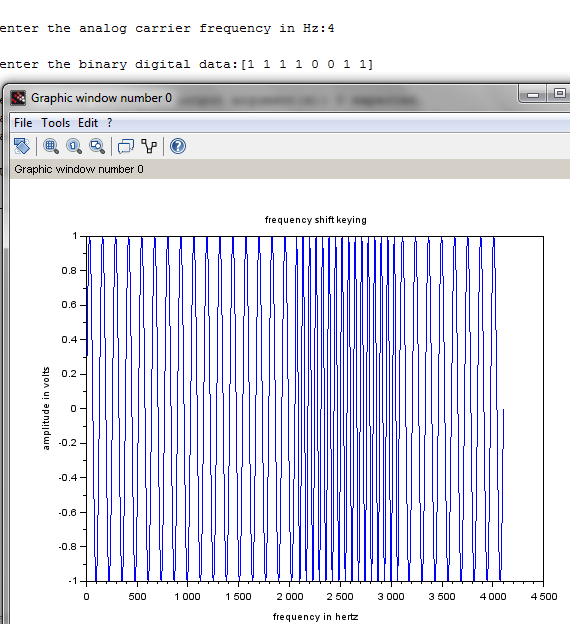 enter the analog carrier frequency in Hz:4
enter the binary digital data:[1 1 1 1 0 0 1 1]
Graphic window number 0
File Tools Edit ?
Graphic window number 0
frequency shift keying
1
0.8
0.6
0.4
0.2
0
-0.2
-0.4
-0.6
-0.8
-1
amplitude in volts
0 500 1 000 1 500 2 000 2 500 3 000 3 500 4 000 4 500
frequency in hertz